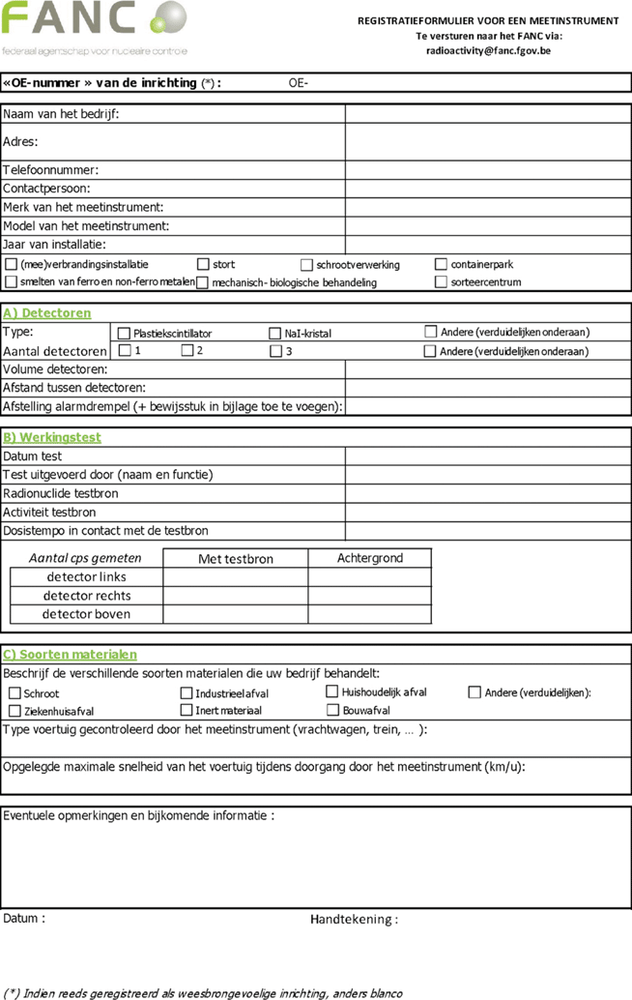 FANC
federaal agentschap voor nucleaire controle
REGISTRATIEFORMULIER VOOR EEN MEETINSTRUMENT
Te versturen naar het FANC via:
radioactivity@fanc.fgov.be
«OE-nummer » van de inrichting (*) : OE-
Naam van het bedrijf:
Adres:
Telefoonnummer:
Contactpersoon:
Merk van het meetinstrument:
Model van het meetinstrument:
Jaar van installatie:
(mee)verbrandingsinstallatie stort schrootverwerking containerpark
smelten van ferro en non-ferro metalen mechanisch- biologische behandeling sorteercentrum
A) Detectoren
Type: Plastiekscintillator NaI-kristal Andere (verduidelijken onderaan)
Aantal detectoren 1 2 3 Andere (verduidelijken onderaan)
Volume detectoren:
Afstand tussen detectoren:
Afstelling alarmdrempel (+ bewijsstuk in bijlage toe te voegen):
B) Werkingstest
Datum test
Test uitgevoerd door (naam en functie)
Radionuclide testbron
Activiteit testbron
Dosistempo in contact met de testbron
Aantal cps gemeten Met testbron Achtergrond
detector links
detector rechts
detector boven
C) Soorten materialen
Beschrijf de verschillende soorten materialen die uw bedrijf behandelt:
Schroot Industrieel afval Huishoudelijk afval Andere (verduidelijken):
Ziekenhuisafval Inert materiaal Bouwafval
Type voertuig gecontroleerd door het meetinstrument (vrachtwagen, trein, ... ):
Opgelegde maximale snelheid van het voertuig tijdens doorgang door het meetinstrument (km/u):
Eventuele opmerkingen en bijkomende informatie :
Datum : Handtekening :
(*) Indien reeds geregistreerd als weesbrongevoelige inrichting, anders blanco